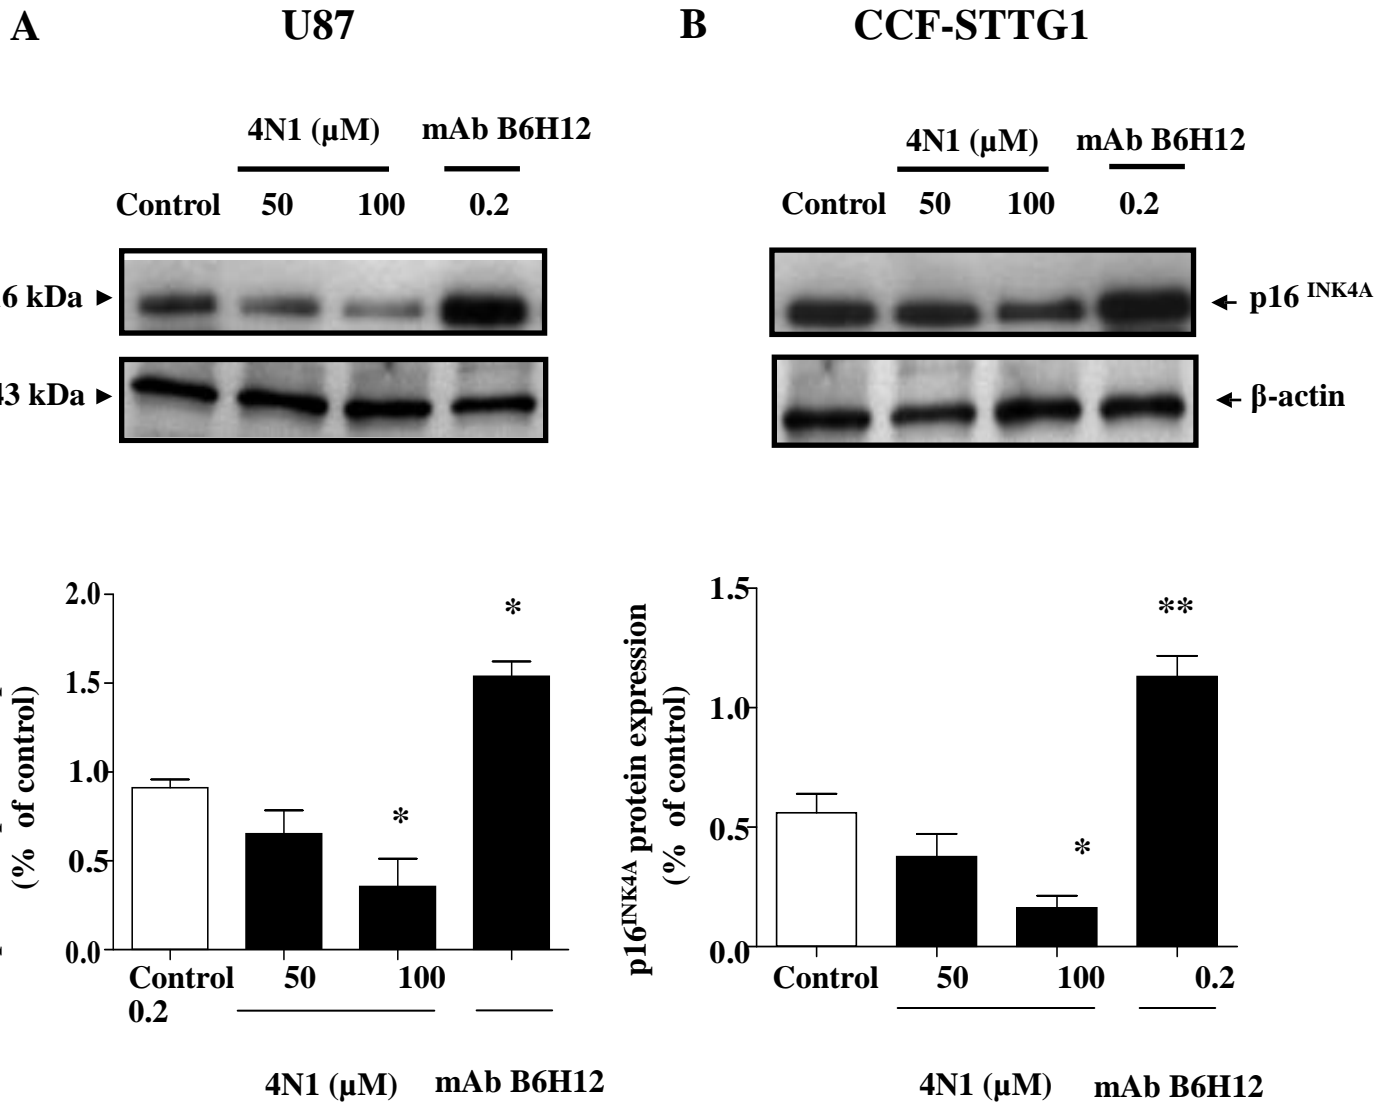 A
U87
4N1 (µM)
mAb B6H12
Control
50
100
0.2
6 kDa
43 kDa
2.0
1.5
1.0
0.5
0.0
(% of control)
*
*
Control
50
100
0.2
4N1 (µM)
mAb B6H12
B
CCF-STTG1
4N1 (µM)
mAb B6H12
Control
50
100
0.2
p16 INK4A
β-actin
p16INK4A protein expression
(% of control)
1.5
1.0
0.5
0.0
*
**
Control
50
100
0.2
4N1 (µM)
mAb B6H12